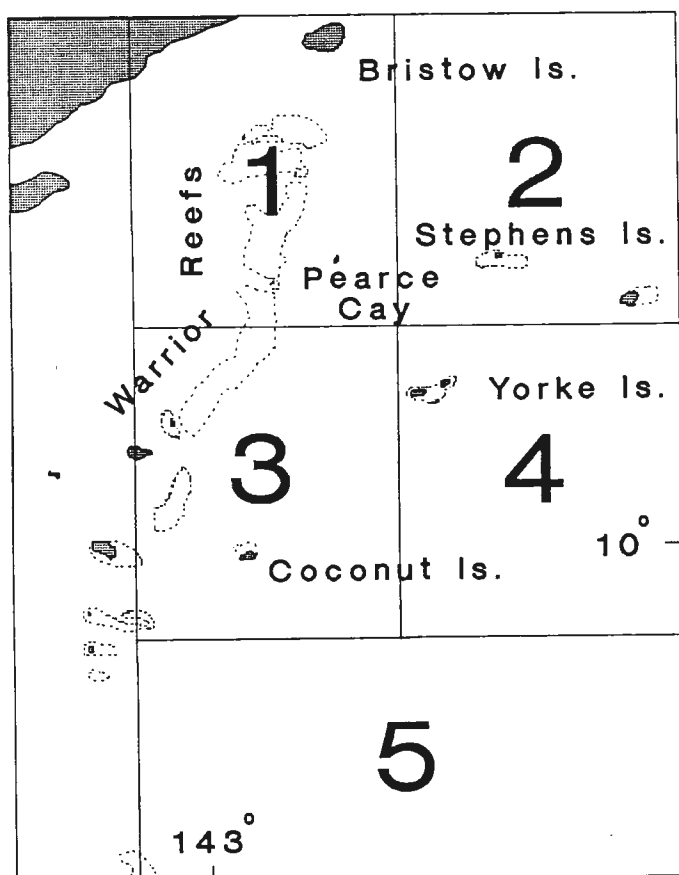 Bristow Is.
1
2
Reefs
Stephens Is.
Pearce
Cay
Warrior
Yorke Is.
3
4
10°
Coconut Is.
5
143°